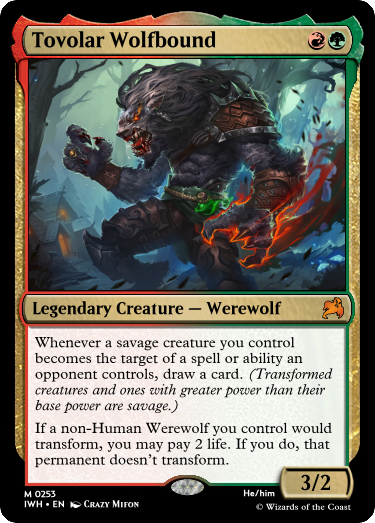 Tovolar Wolfbound
Legendary Creature — Werewolf
Whenever a savage creature you control
becomes the target of a spell or ability an
opponent controls, draw a card. (Transformed
creatures and ones with greater power than their
base power are savage.)
If a non-Human Werewolf you control would
transform, you may pay 2 life. If you do, that
permanent doesn't transform.
3/2
M 0253
He/him
IWH • EN Crazy Mifon
© Wizards of the Coast